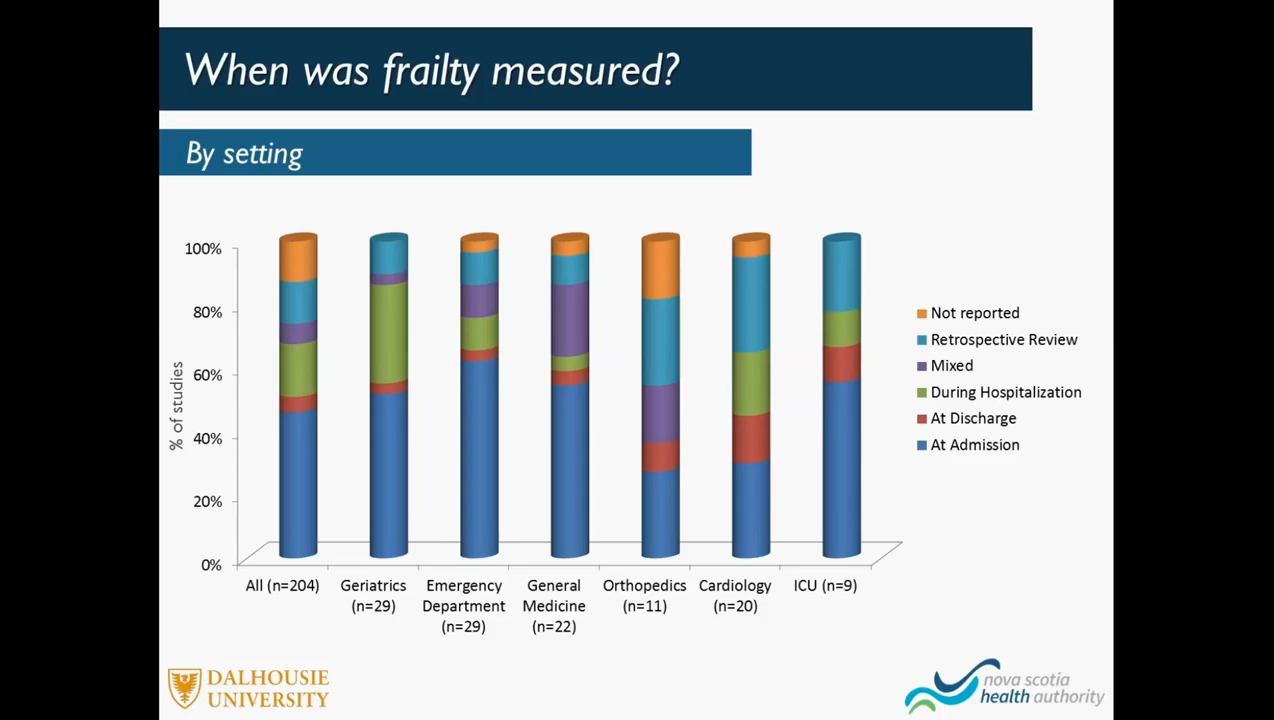 When was frailty measured?
By setting
100%
80%
60%
40%
20%
0%
% of studies
All (n=204)
Geriatrics
(n=29)
Emergency
Department
(n=29)
General
Medicine
(n=22)
Orthopedics
(n=11)
Cardiology
(n=20)
ICU (n=9)
Not reported
Retrospective Review
Mixed
During Hospitalization
At Discharge
At Admission
DALHOUSIE
UNIVERSITY
nova scotia
health authority